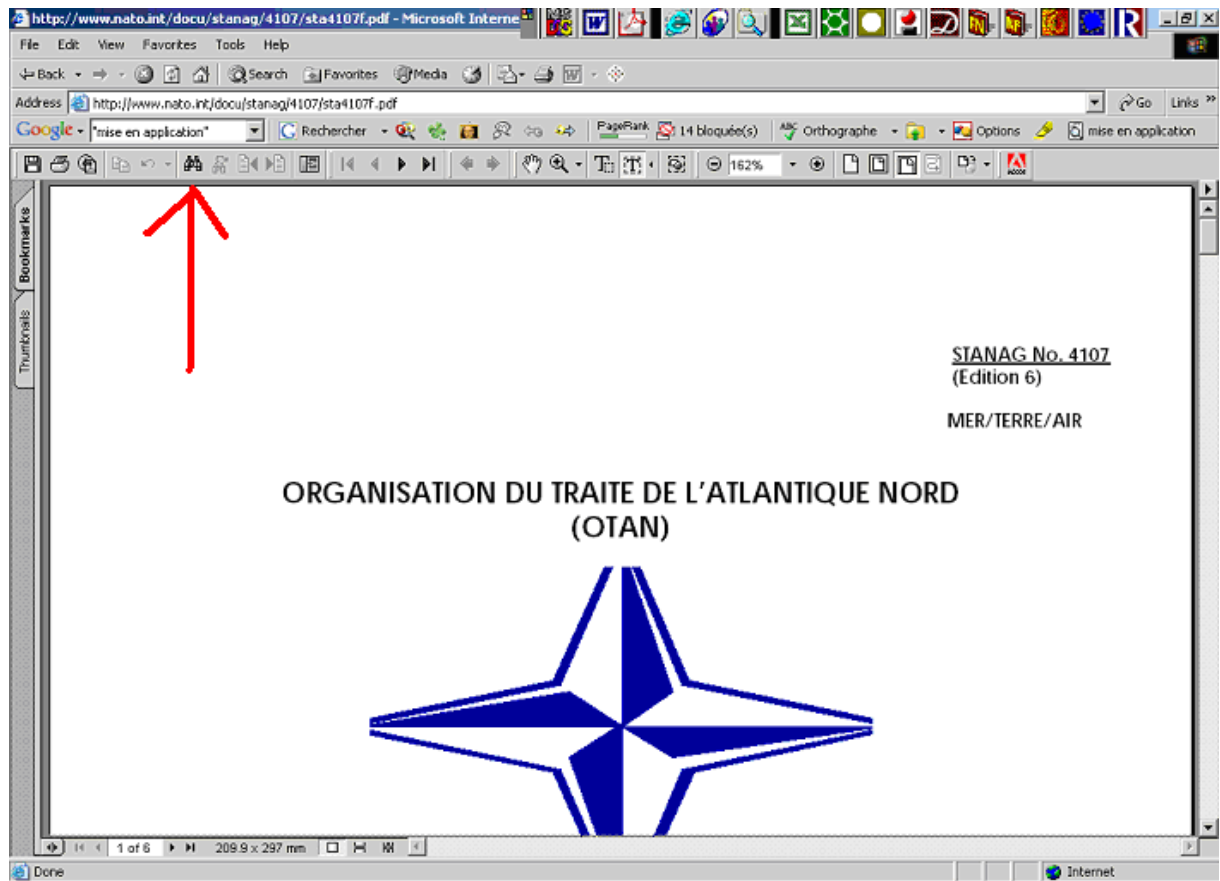 http://www.nato.int/docu/stanag/4107/sta4107f.pdf - Microsoft Interne
File Edit View Favorites Tools Help
Back Search Favorites Media
Address http://www.nato.int/docu/stanag/4107/sta4107f.pdf Go Links »
Google "mise en application" Rechercher PageRank 14 bloquée(s) ABC Orthographe Options mise en application
162%
Bookmarks
Thumbnails
STANAG No. 4107
(Edition 6)
MER/TERRE/AIR
ORGANISATION DU TRAITE DE L'ATLANTIQUE NORD
(OTAN)
1 of 6 209.9 x 297 mm
Done Internet